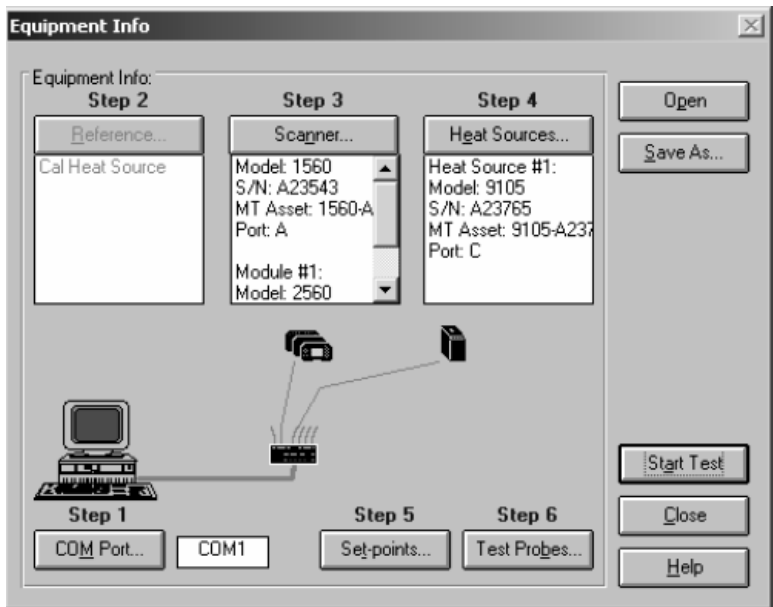 Equipment Info
Equipment Info:
Step 2
Reference...
Cal Heat Source
Step 3
Scanner...
Model: 1560
S/N: A23543
MT Asset: 1560-A
Port: A
Module #1:
Model: 2560
Step 4
Heat Sources...
Heat Source #1:
Model: 9105
S/N: A23765
MT Asset: 9105-A237
Port: C
Open
Save As...
Step 1
COM Port...
COM1
Step 5
Set-points...
Step 6
Test Probes...
Start Test
Close
Help